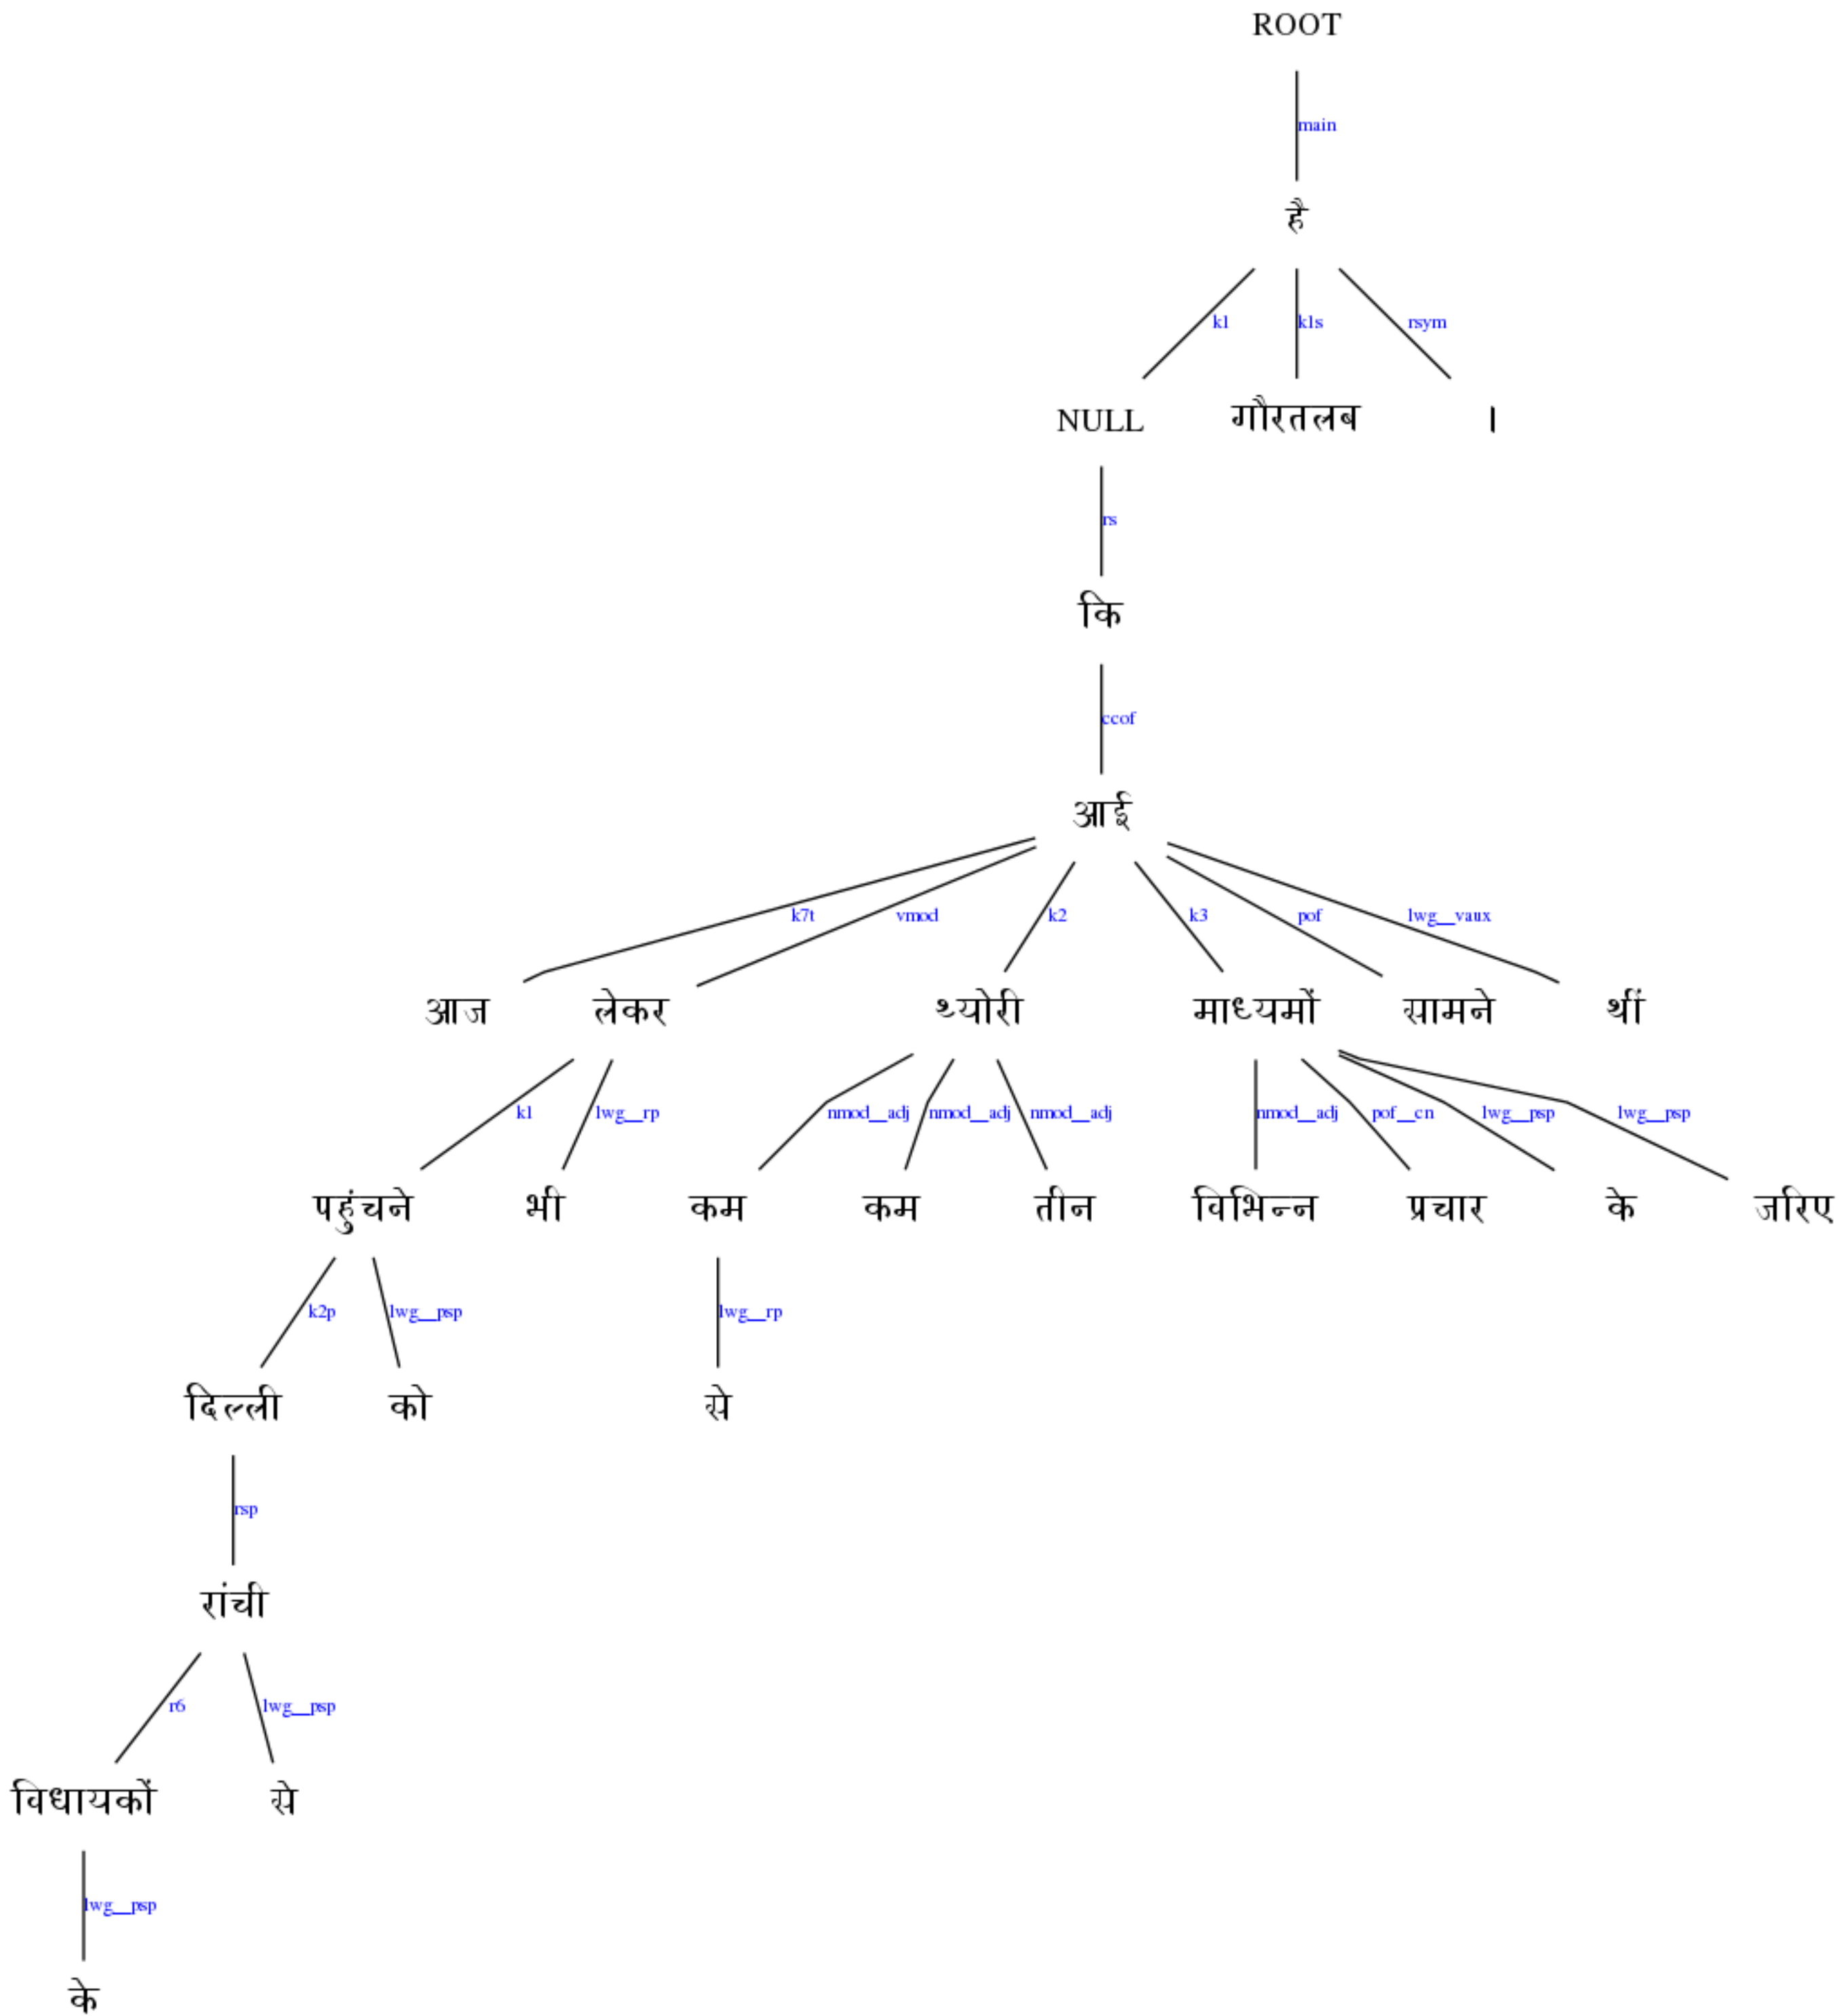 ROOT
main
है
k1 k1s rsym
NULL गौरतलब ।
rs
कि
ccof
आई
k7t vmod k2 k3 pof lwg__vaux
आज लेकर थ्योरी माध्यमों सामने थीं
k1 lwg__rp nmod__adj nmod__adj nmod__adj nmod__adj pof__cn lwg__psp lwg__psp
पहुंचने भी कम कम तीन विभिन्न प्रचार के जरिए
k2p lwg__psp lwg__rp
दिल्ली को से
rsp
रांची
r6 lwg__psp
विधायकों से
lwg__psp
के